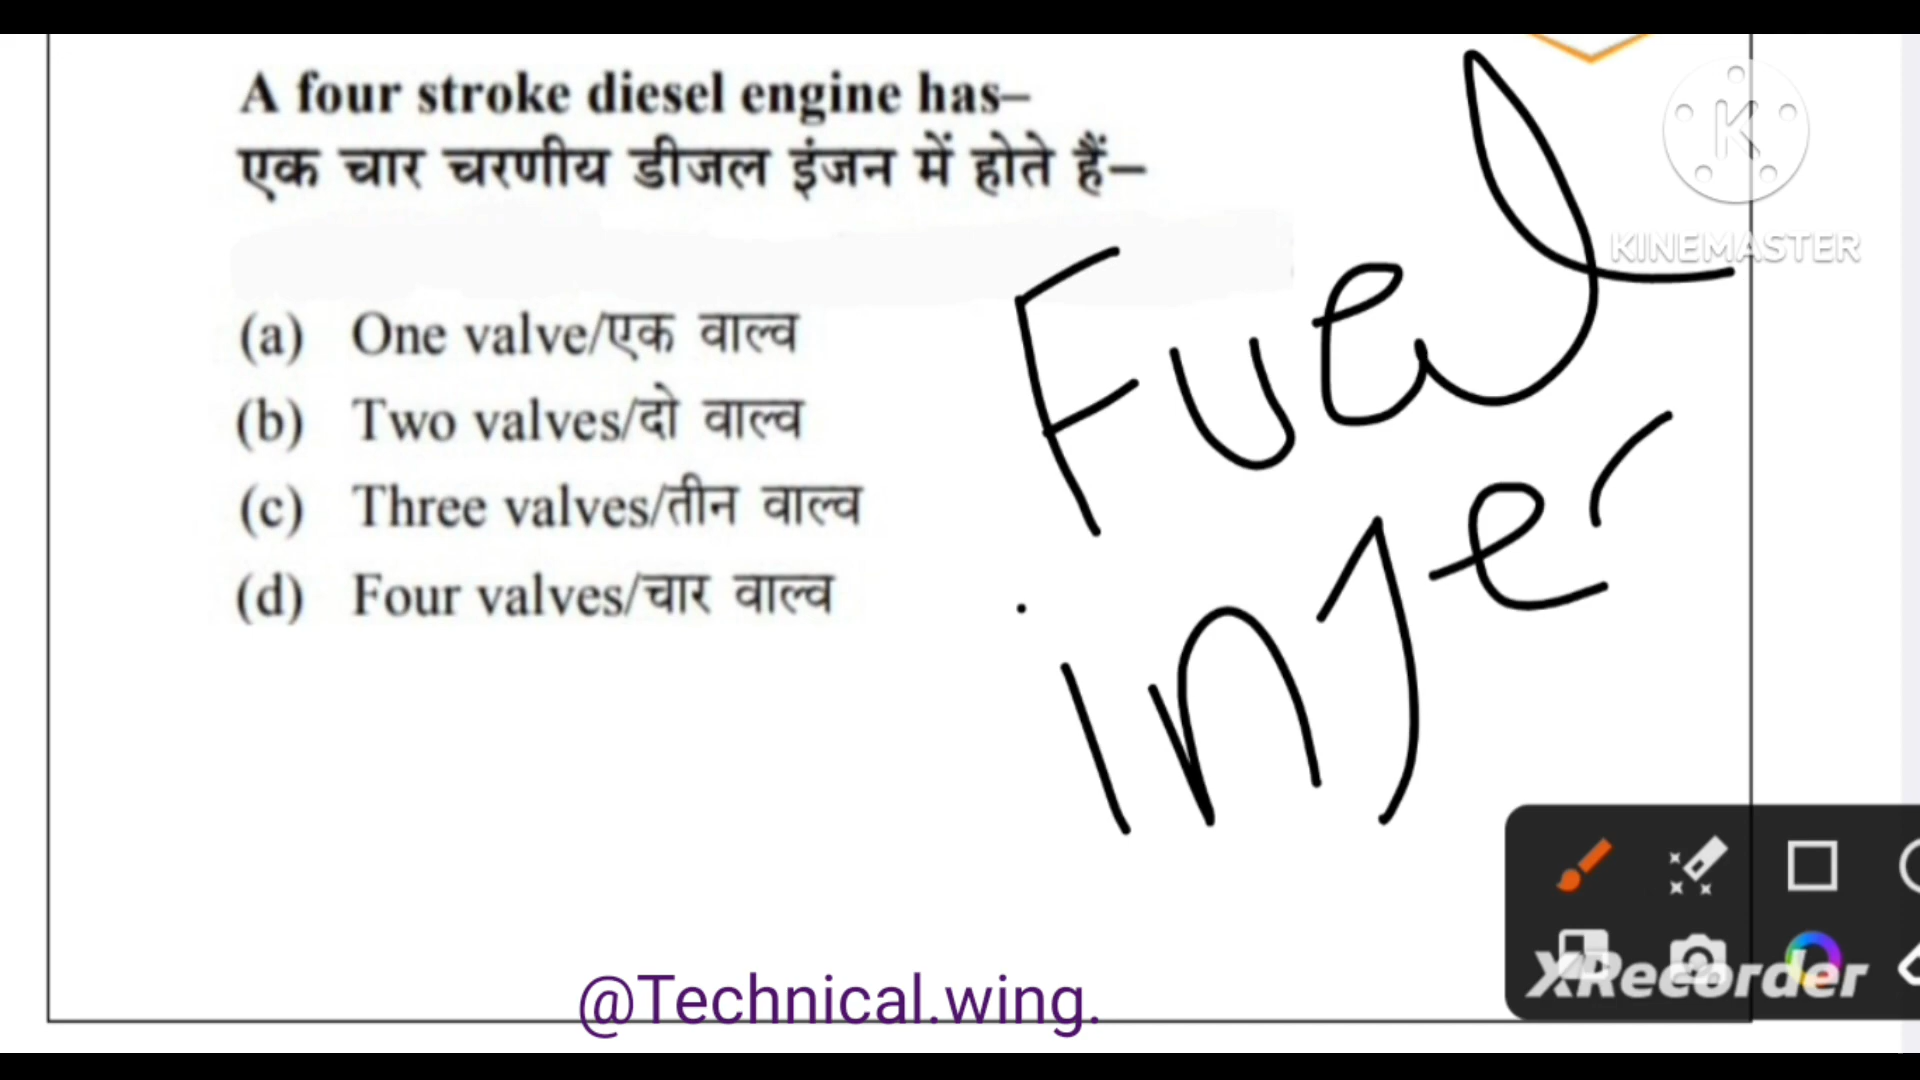 A four stroke diesel engine has–
एक चार चरणीय डीजल इंजन में होते हैं–
(a) One valve/एक वाल्व
(b) Two valves/दो वाल्व
(c) Three valves/तीन वाल्व
(d) Four valves/चार वाल्व
Fuel
injer
K
KINEMASTER
XRecorder
@Technical.wing.